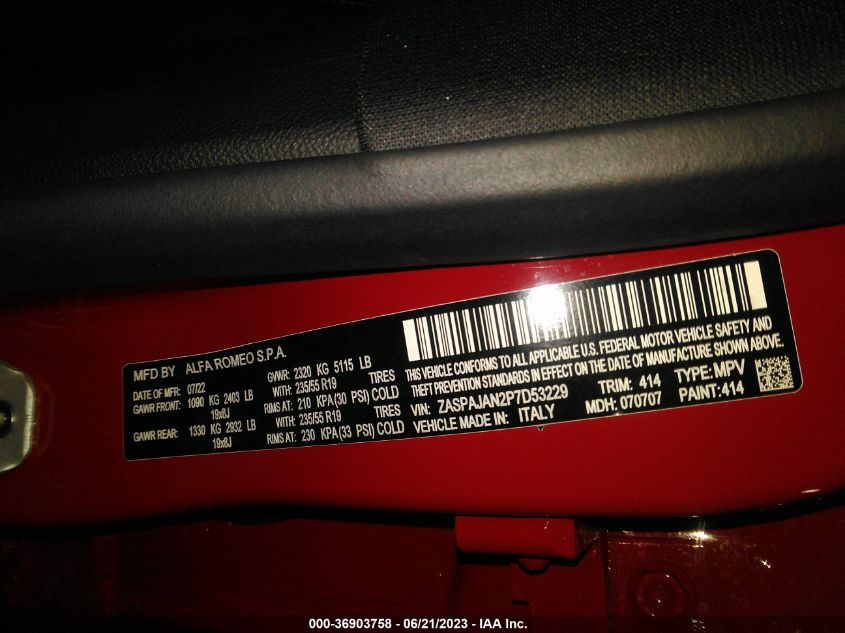 MFD BY ALFA ROMEO S.P.A.
DATE OF MFR: 07/22 GVWR: 2320 KG 5115 LB
GAWR FRONT: 1090 KG 2403 LB WITH: 235/55 R19 TIRES
19x8J RIMS AT: 210 KPA (30 PSI) COLD
WITH: 235/55 R19 TIRES
GAWR REAR: 1330 KG 2932 LB RIMS AT: 230 KPA (33 PSI) COLD
19x8J
THIS VEHICLE CONFORMS TO ALL APPLICABLE U.S. FEDERAL MOTOR VEHICLE SAFETY AND
THEFT PREVENTION STANDARDS IN EFFECT ON THE DATE OF MANUFACTURE SHOWN ABOVE.
VIN: ZASPAJAN2P7D53229 TRIM: 414 TYPE: MPV
VEHICLE MADE IN: ITALY MDH: 070707 PAINT: 414
000-36903758 - 06/21/2023 - IAA Inc.